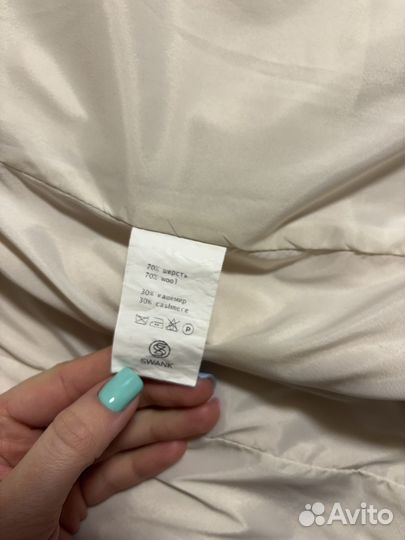 70% шерсть
70% wool
30% кашемир
30% cashmere
P
SWANK
Avito